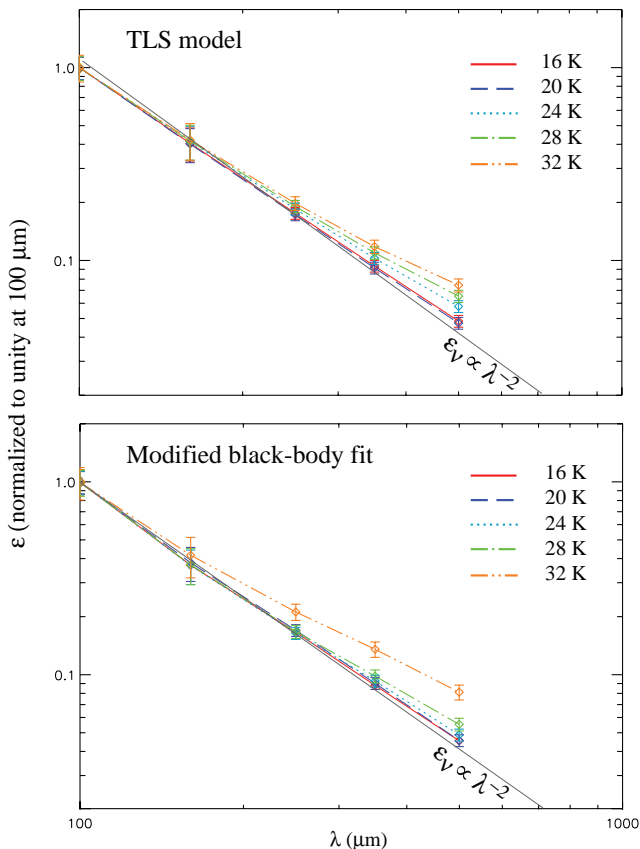 TLS model
16 K
20 K
24 K
28 K
32 K
1.0
0.1
εν ∝ λ−2
ε (normalized to unity at 100 μm)
Modified black-body fit
16 K
20 K
24 K
28 K
32 K
1.0
0.1
εν ∝ λ−2
100
1000
λ (μm)